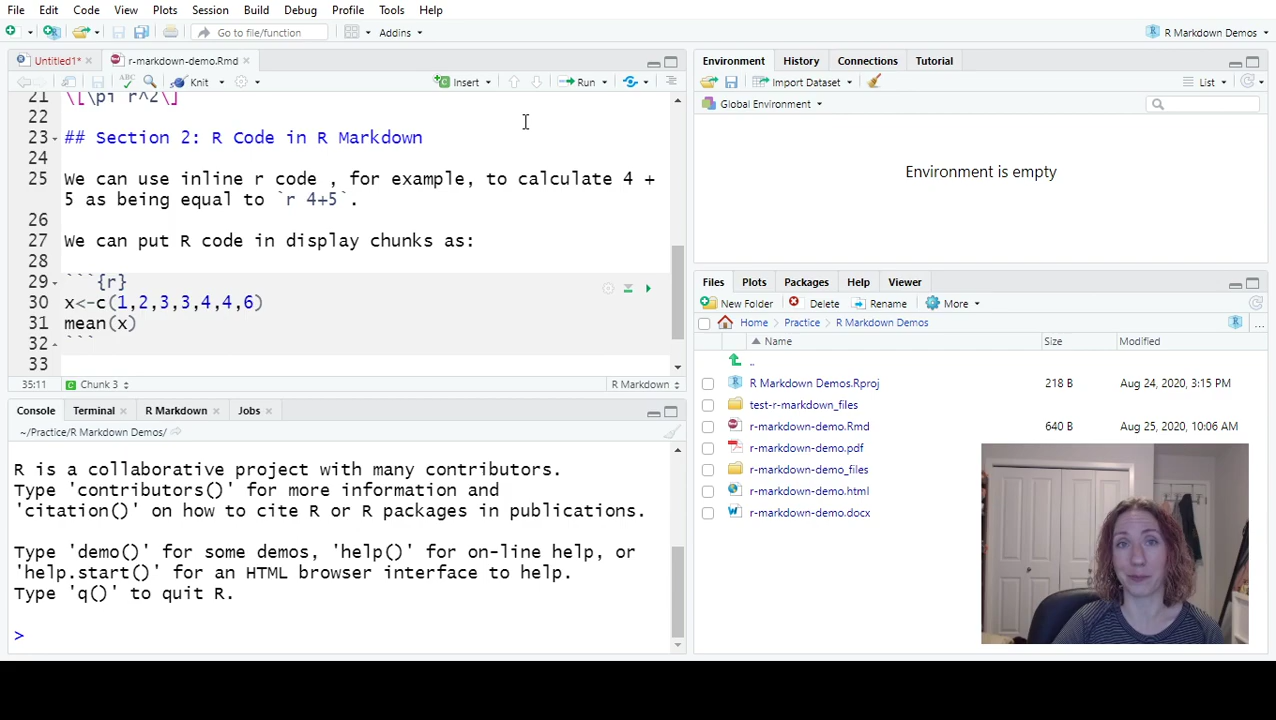 File Edit Code View Plots Session Build Debug Profile Tools Help
Go to file/function Addins R Markdown Demos
Untitled1* r-markdown-demo.Rmd
ABC Knit Insert Run
21 \[\pi r^2\]
22
23 ## Section 2: R Code in R Markdown
24
25 We can use inline r code , for example, to calculate 4 +
5 as being equal to `r 4+5`.
26
27 We can put R code in display chunks as:
28
29 ```{r}
30 x<-c(1,2,3,3,4,4,6)
31 mean(x)
32 ```
33
35:11 Chunk 3 R Markdown
Console Terminal R Markdown Jobs
~/Practice/R Markdown Demos/
R is a collaborative project with many contributors.
Type 'contributors()' for more information and
'citation()' on how to cite R or R packages in publications.
Type 'demo()' for some demos, 'help()' for on-line help, or
'help.start()' for an HTML browser interface to help.
Type 'q()' to quit R.
>
Environment History Connections Tutorial
Import Dataset List
Global Environment
Environment is empty
Files Plots Packages Help Viewer
New Folder Delete Rename More
Home Practice R Markdown Demos ...
Name Size Modified
..
R Markdown Demos.Rproj 218 B Aug 24, 2020, 3:15 PM
test-r-markdown_files
r-markdown-demo.Rmd 640 B Aug 25, 2020, 10:06 AM
r-markdown-demo.pdf
r-markdown-demo_files
r-markdown-demo.html
r-markdown-demo.docx